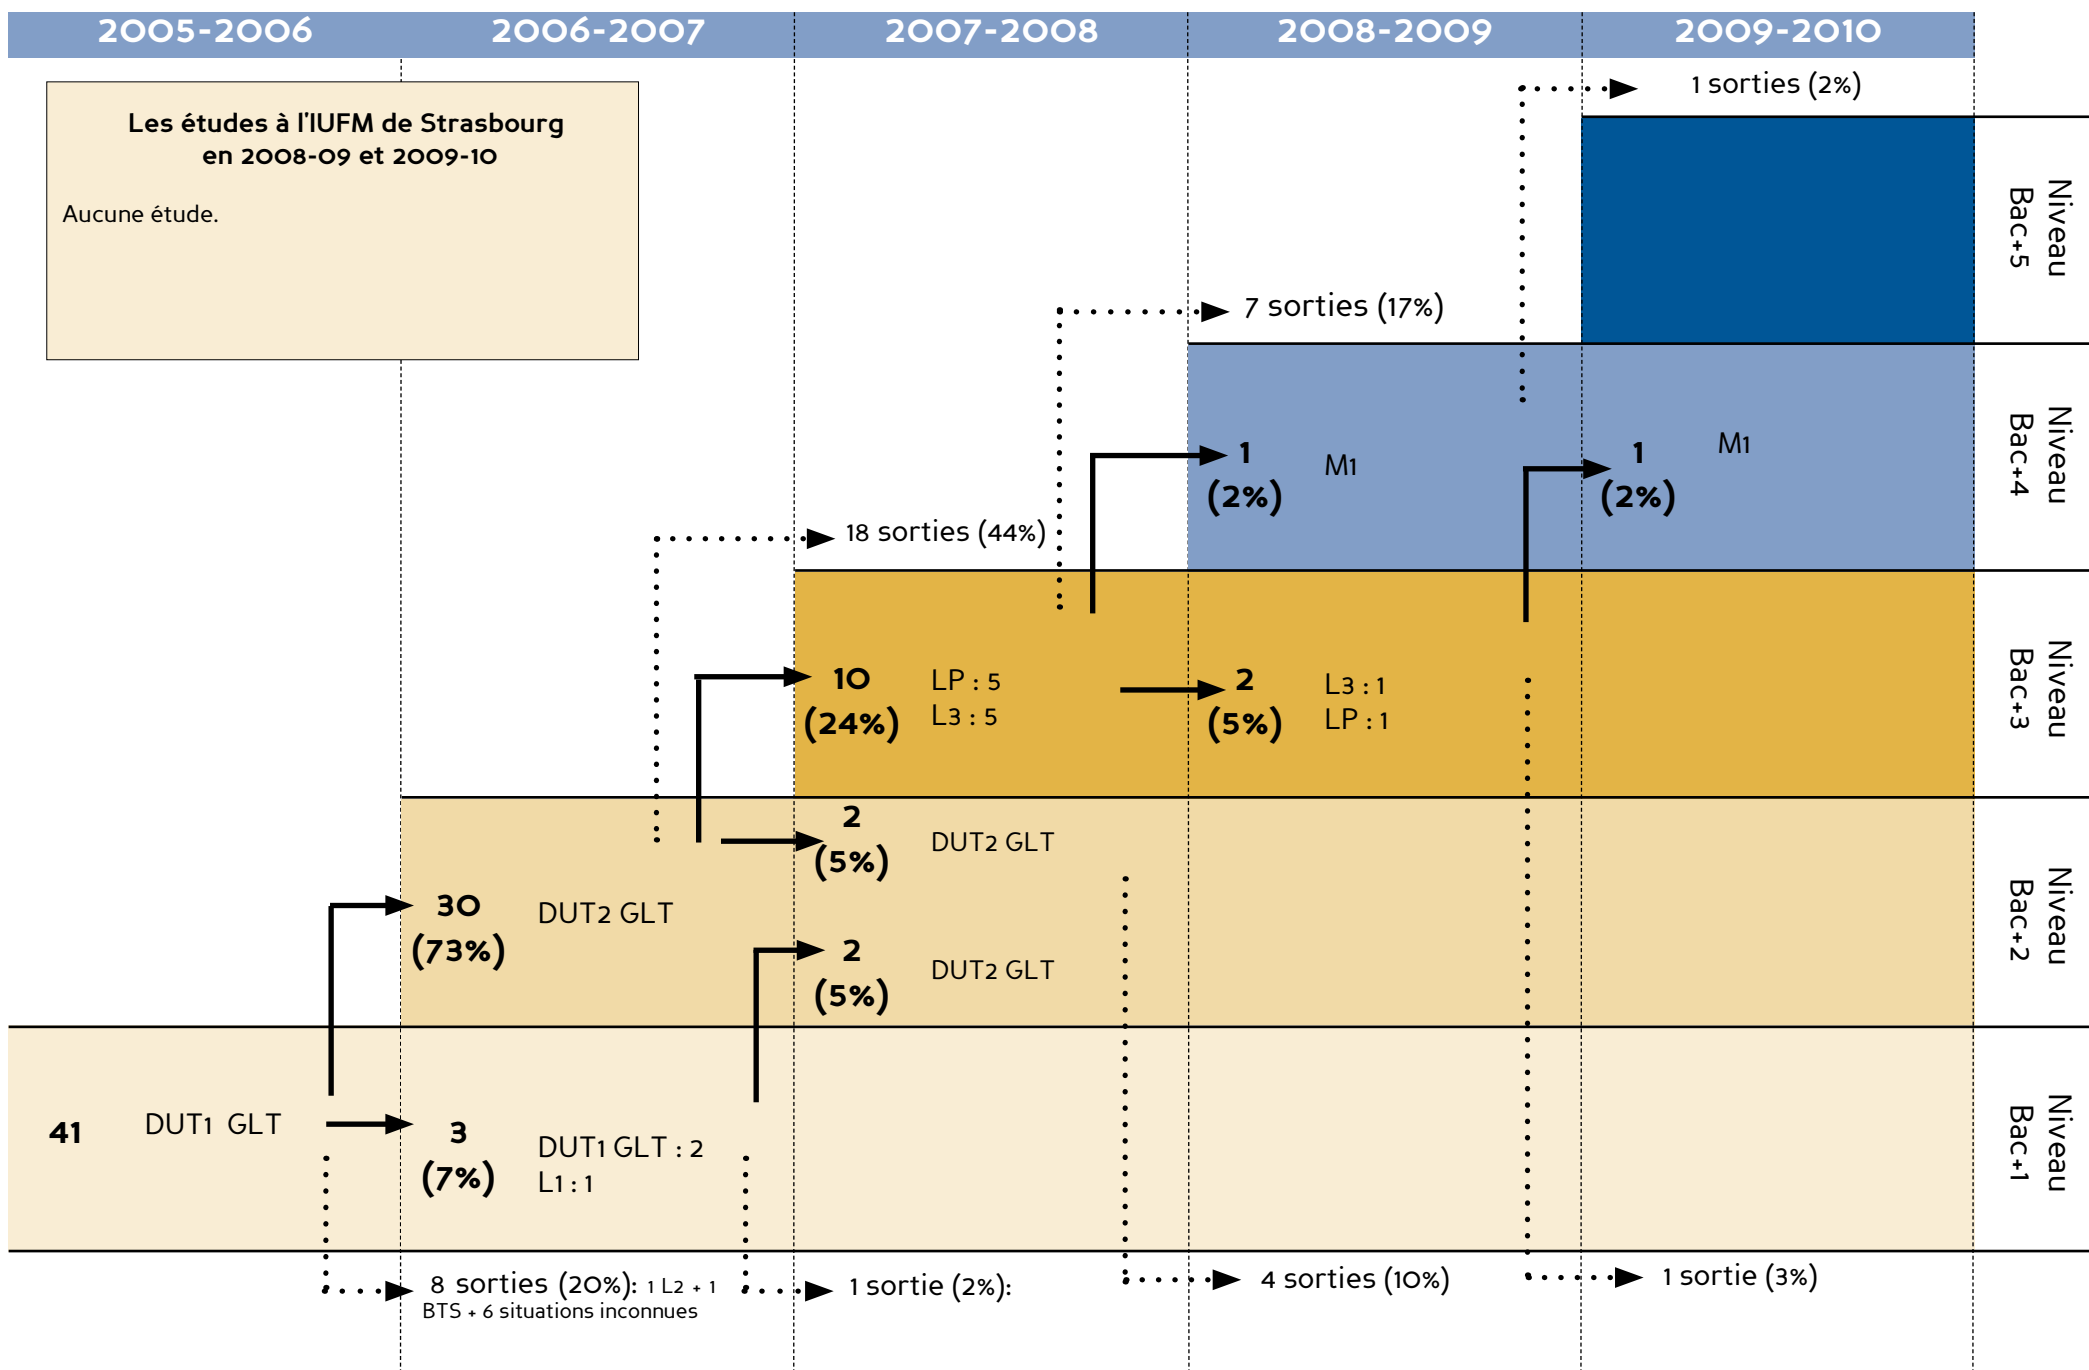 2005-2006 2006-2007 2007-2008 2008-2009 2009-2010
Les études à l'IUFM de Strasbourg
en 2008-09 et 2009-10
Aucune étude.
1 sorties (2%)
Niveau
Bac+5
7 sorties (17%)
1
(2%)
M1
1
(2%)
M1
Niveau
Bac+4
18 sorties (44%)
10
(24%)
LP : 5
L3 : 5
2
(5%)
L3 : 1
LP : 1
Niveau
Bac+3
30
(73%)
DUT2 GLT
2
(5%)
DUT2 GLT
2
(5%)
DUT2 GLT
Niveau
Bac+2
41
DUT1 GLT
3
(7%)
DUT1 GLT : 2
L1 : 1
Niveau
Bac+1
8 sorties (20%): 1 L2 + 1
BTS + 6 situations inconnues
1 sortie (2%):
4 sorties (10%)
1 sortie (3%)